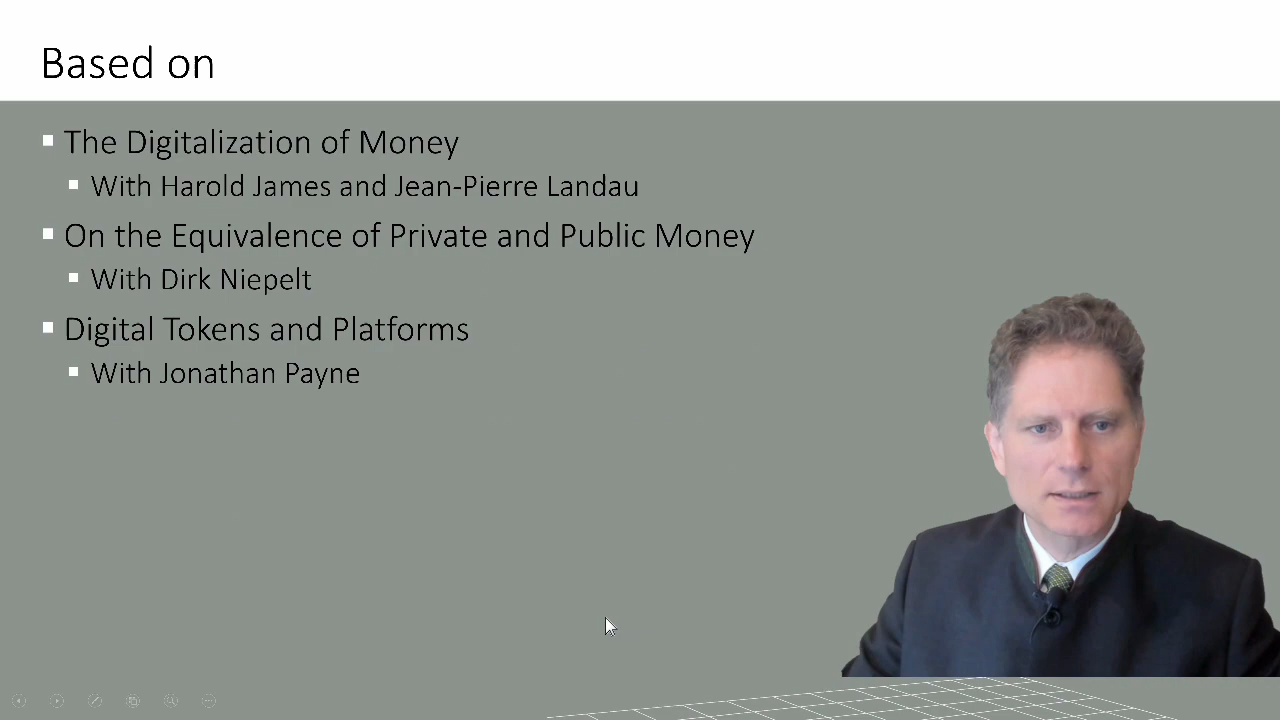 Based on
The Digitalization of Money
With Harold James and Jean-Pierre Landau
On the Equivalence of Private and Public Money
With Dirk Niepelt
Digital Tokens and Platforms
With Jonathan Payne